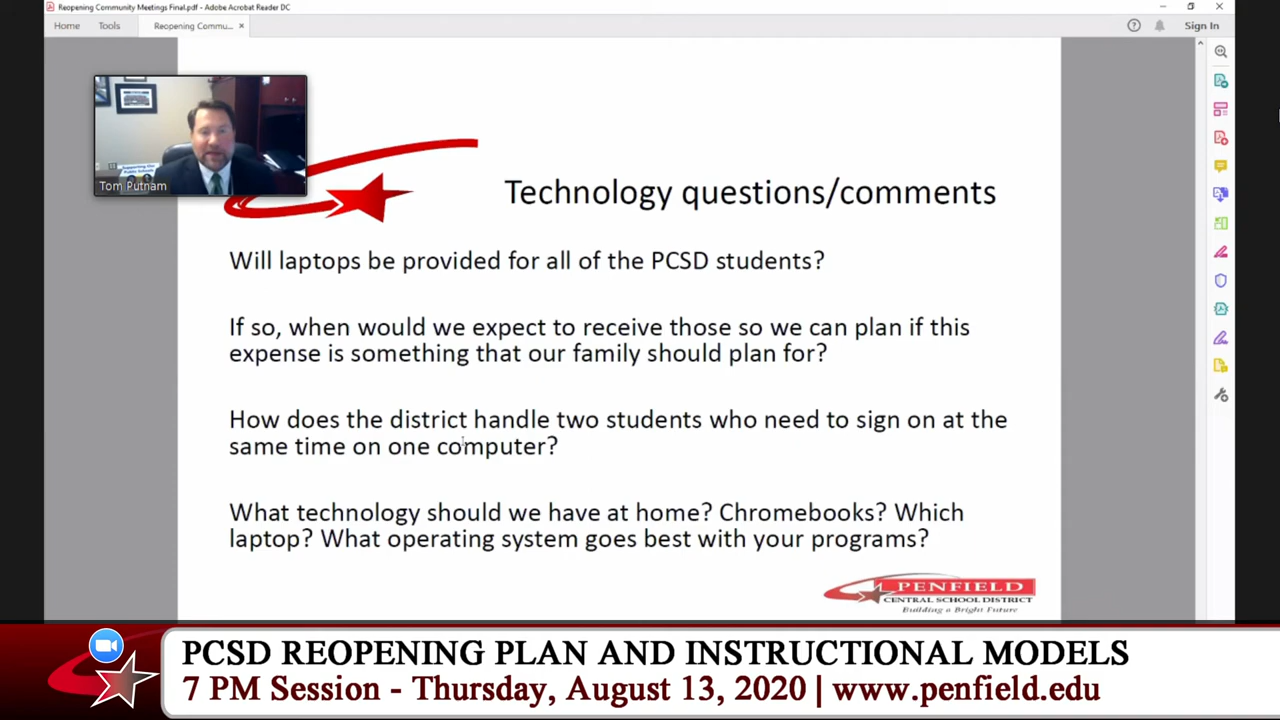 Reopening Community Meetings Final.pdf - Adobe Acrobat Reader DC
Home Tools Reopening Commu... Sign In
Tom Putnam
Technology questions/comments
Will laptops be provided for all of the PCSD students?
If so, when would we expect to receive those so we can plan if this
expense is something that our family should plan for?
How does the district handle two students who need to sign on at the
same time on one computer?
What technology should we have at home? Chromebooks? Which
laptop? What operating system goes best with your programs?
PENFIELD
CENTRAL SCHOOL DISTRICT
Building a Bright Future
PCSD REOPENING PLAN AND INSTRUCTIONAL MODELS
7 PM Session - Thursday, August 13, 2020 | www.penfield.edu